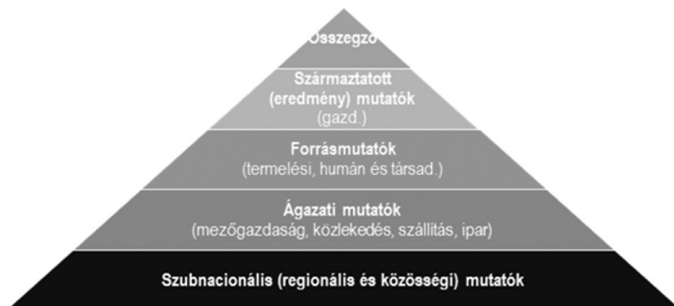 Összegző
Származtatott
(eredmény) mutatók
(gazd.)
Forrásmutatók
(termelési, humán és társad.)
Ágazati mutatók
(mezőgazdaság, közlekedés, szállítás, ipar)
Szubnacionális (regionális és közösségi) mutatók